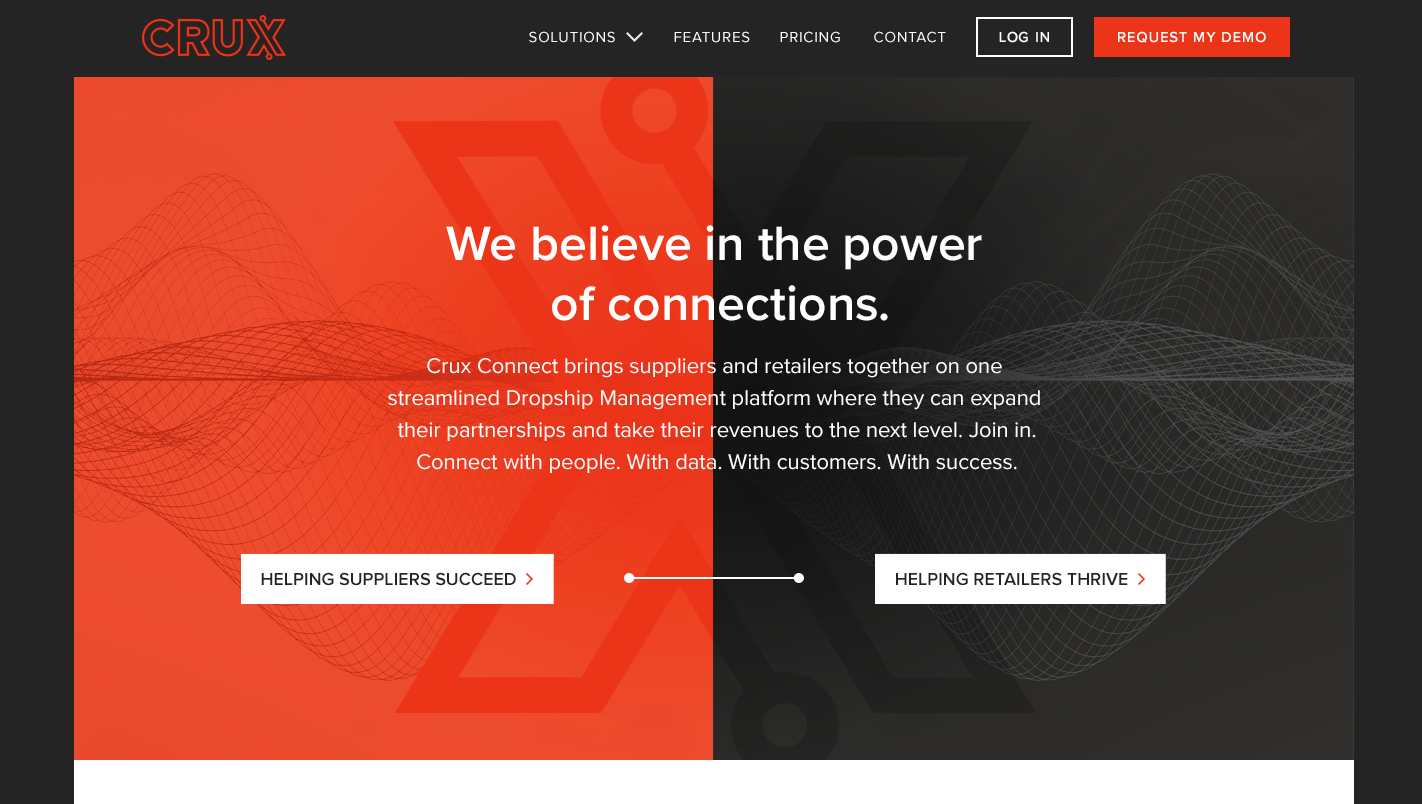 CRUX
SOLUTIONS
FEATURES
PRICING
CONTACT
LOG IN
REQUEST MY DEMO
We believe in the power
of connections.
Crux Connect brings suppliers and retailers together on one
streamlined Dropship Management platform where they can expand
their partnerships and take their revenues to the next level. Join in.
Connect with people. With data. With customers. With success.
HELPING SUPPLIERS SUCCEED
HELPING RETAILERS THRIVE